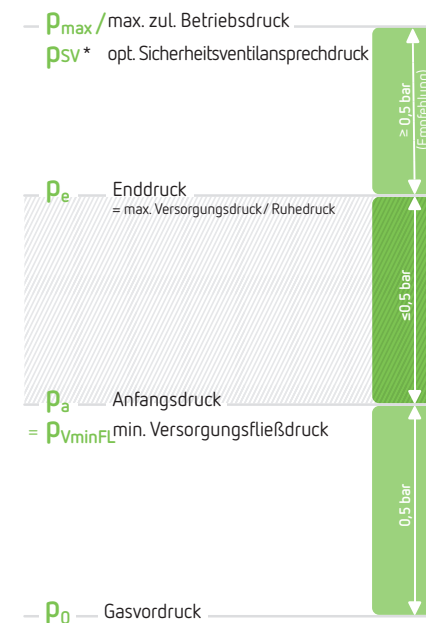 pmax / max. zul. Betriebsdruck
pSV* opt. Sicherheitsventilansprechdruck
≥ 0,5 bar
(Empfehlung)
pe Enddruck
= max. Versorgungsdruck / Ruhedruck
≤0,5 bar
pa Anfangsdruck
= pVminFL min. Versorgungsfließdruck
0,5 bar
p0 Gasvordruck